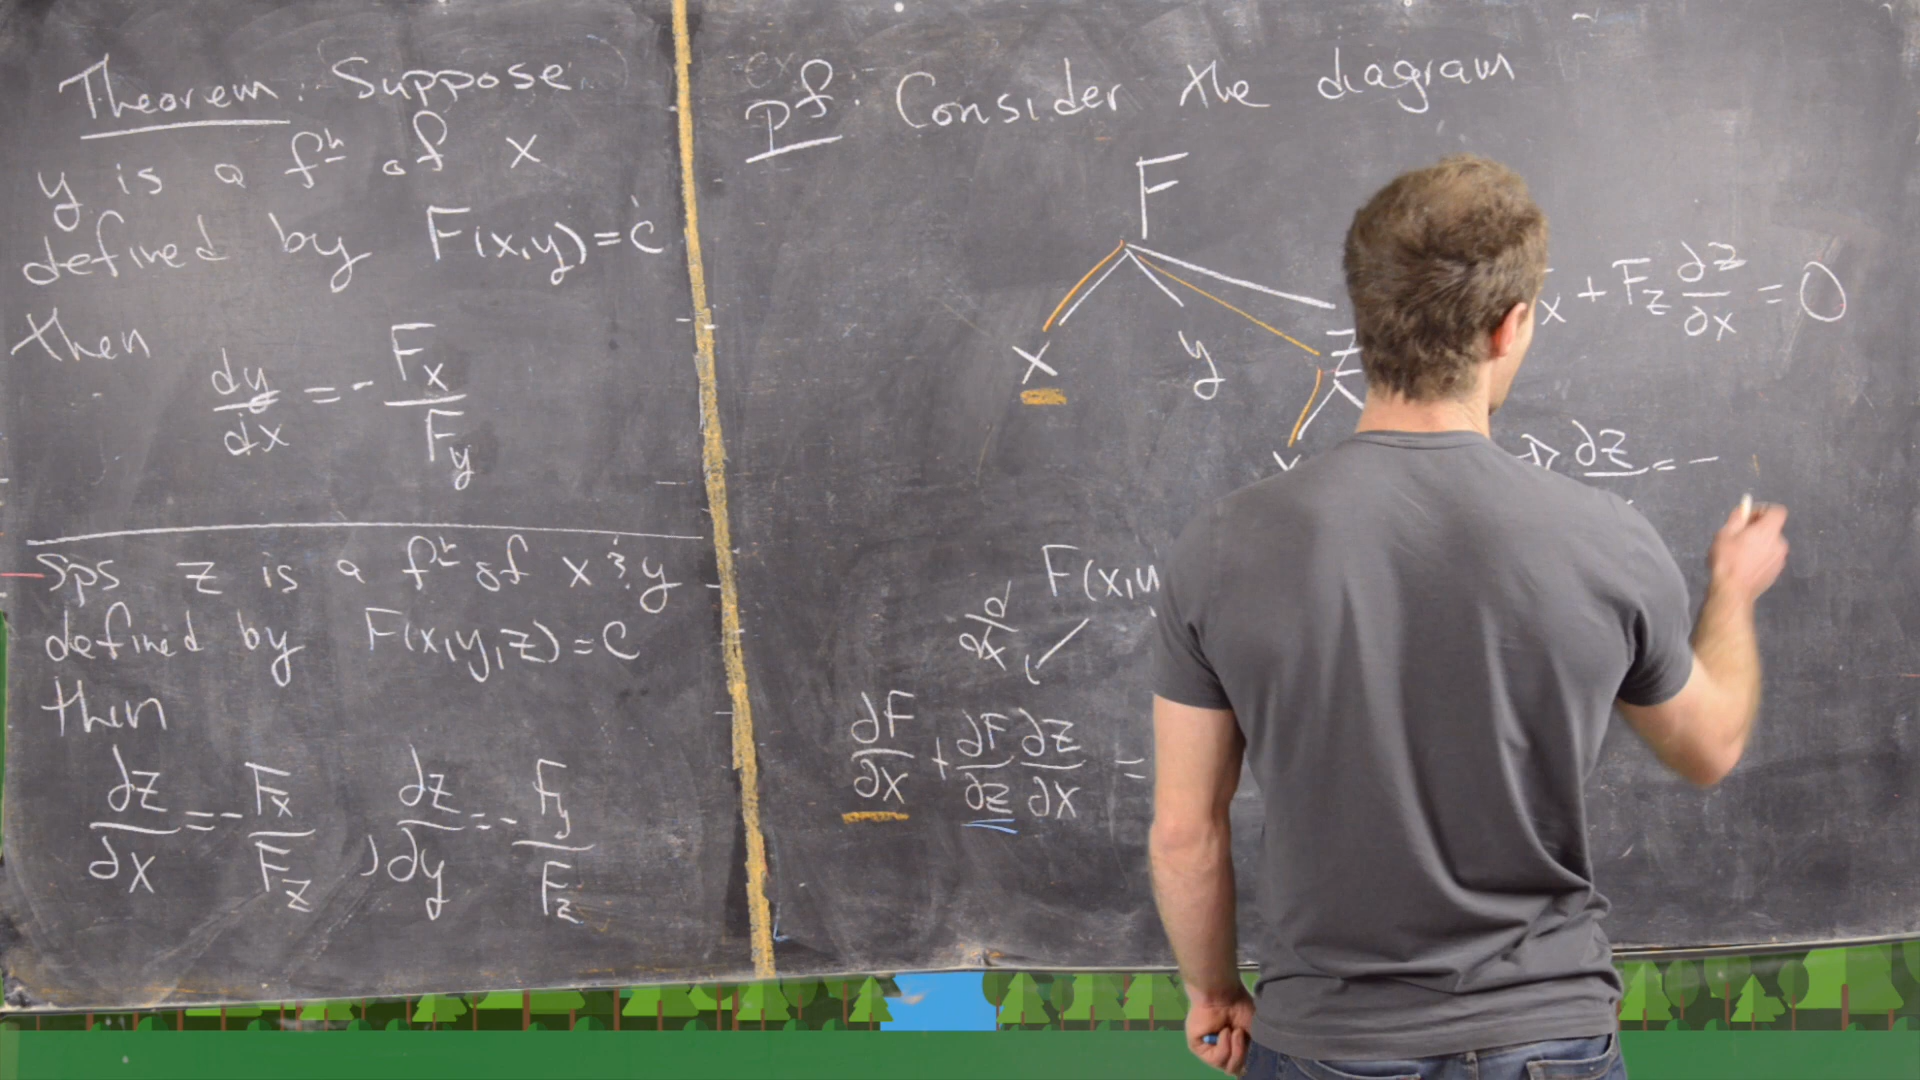 Theorem: Suppose
y is a fⁿ of x
defined by F(x,y)=c
then
dy/dx = - Fx/Fy
Sps z is a fⁿ of x & y
defined by F(x,y,z)=C
then
∂z/∂x = - Fx/Fz , ∂z/∂y = - Fy/Fz
pf: Consider the diagram
F
x y z
F(x,y
d/dx
∂F/∂x + ∂F/∂z ∂z/∂x =
x + Fz ∂z/∂x = 0
⇒ ∂z = -